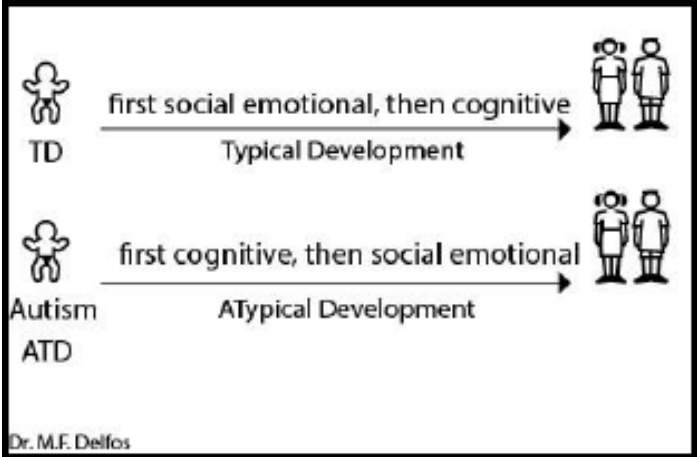 first social emotional, then cognitive
TD
Typical Development
first cognitive, then social emotional
Autism
ATypical Development
ATD
Dr. M.F. Delfos